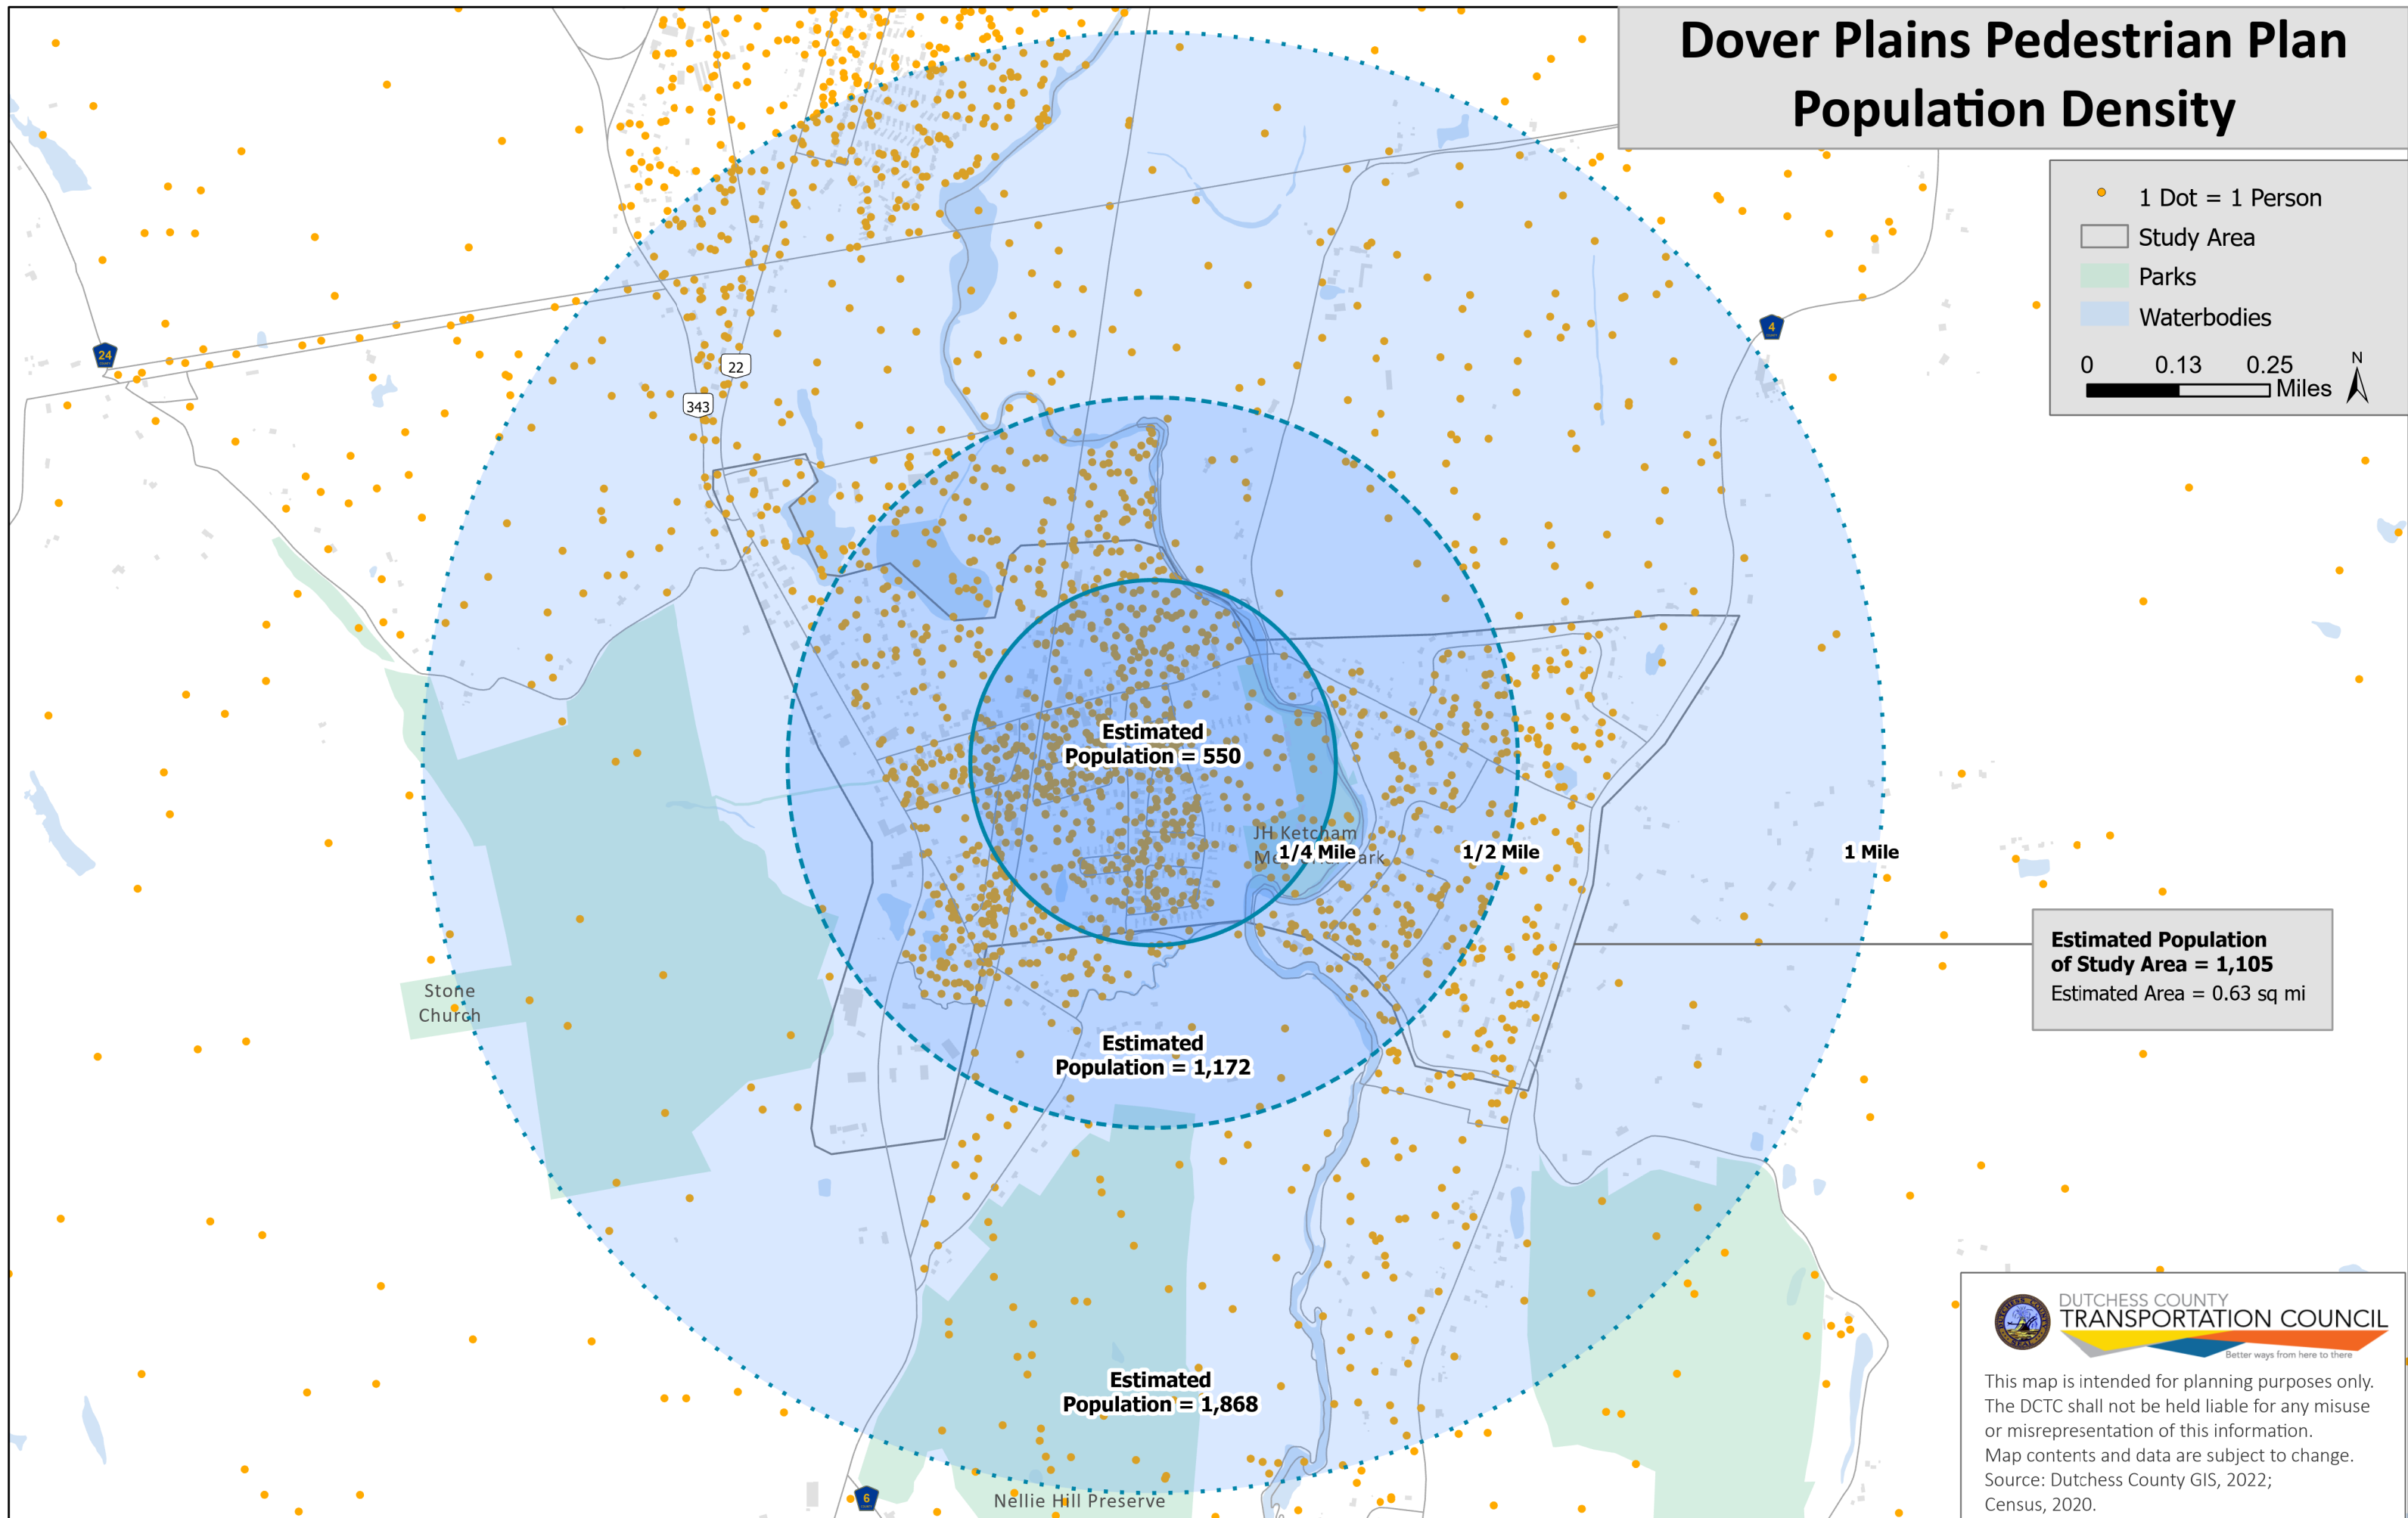 Dover Plains Pedestrian Plan
Population Density
1 Dot = 1 Person
Study Area
Parks
Waterbodies
0 0.13 0.25
Miles
N
24
22
343
4
Estimated
Population = 550
JH Ketcham
1/4 Mile
1/2 Mile
1 Mile
Estimated Population
of Study Area = 1,105
Estimated Area = 0.63 sq mi
Stone
Church
Estimated
Population = 1,172
Estimated
Population = 1,868
Nellie Hill Preserve
6
DUTCHESS COUNTY
TRANSPORTATION COUNCIL
Better ways from here to there
This map is intended for planning purposes only.
The DCTC shall not be held liable for any misuse
or misrepresentation of this information.
Map contents and data are subject to change.
Source: Dutchess County GIS, 2022;
Census, 2020.